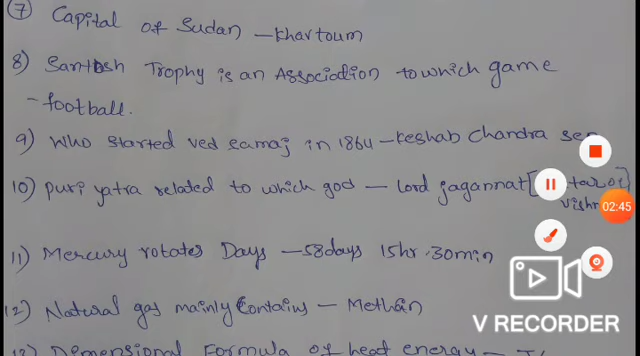 ⑦ Capital of Sudan - Khartoum
8) Santosh Trophy is an Association to which game
- football.
9) Who started ved samaj in 1864 - Keshab Chandra sen
10) Puri yatra related to which god - Lord Jagannat [
02:45
11) Mercury rotates Days - 58days 15hr .30min
V RECORDER
12) Natural gas mainly Contains - Methan
13) Dimensional Formula of heat energy -